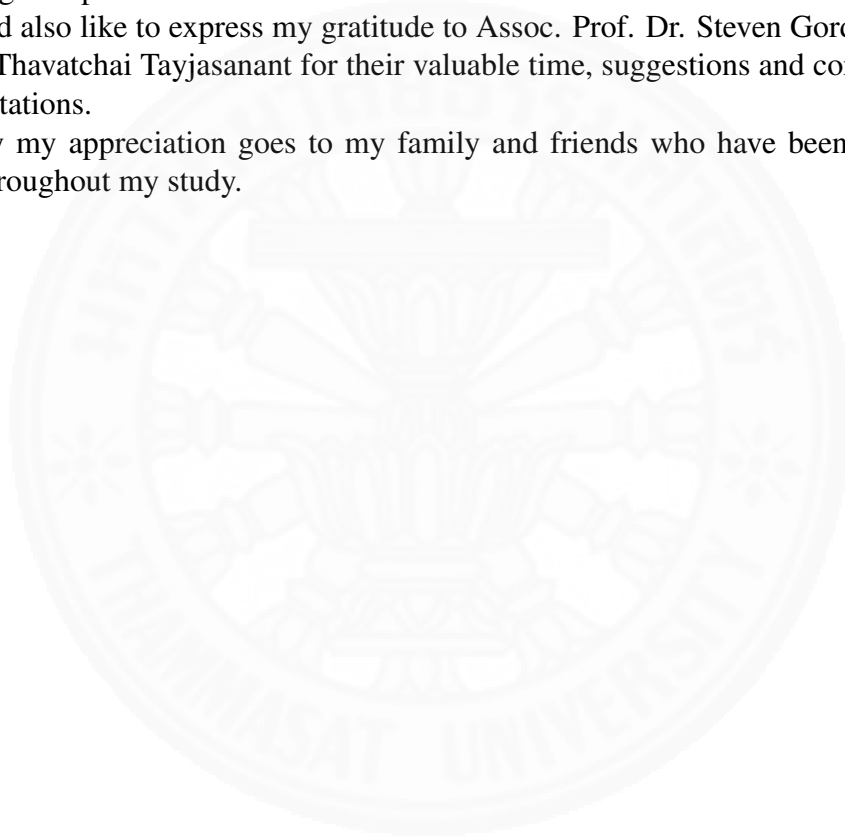 d also like to express my gratitude to Assoc. Prof. Dr. Steven Gord
Thavatchai Tayjasanant for their valuable time, suggestions and co
tations.
y my appreciation goes to my family and friends who have been
roughout my study.
THAMMASAT UNIVERSITY